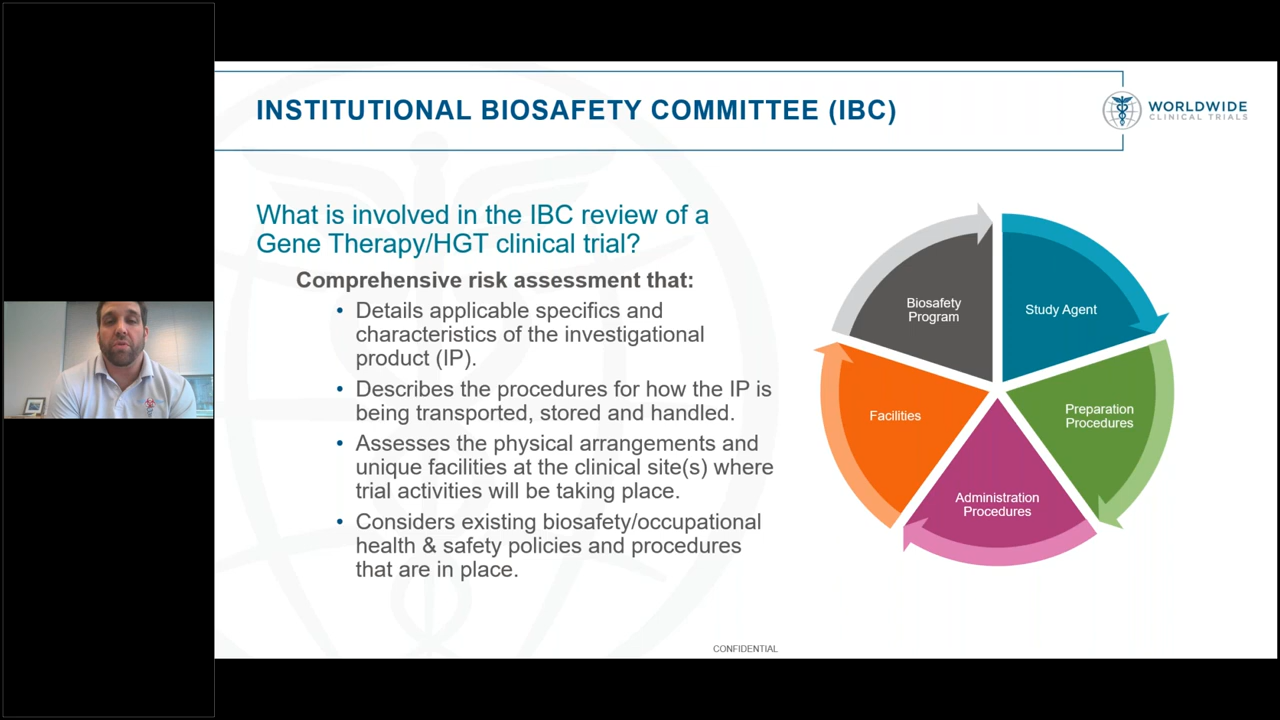 INSTITUTIONAL BIOSAFETY COMMITTEE (IBC)
WORLDWIDE
CLINICAL TRIALS
What is involved in the IBC review of a
Gene Therapy/HGT clinical trial?
Comprehensive risk assessment that:
• Details applicable specifics and
characteristics of the investigational
product (IP).
• Describes the procedures for how the IP is
being transported, stored and handled.
• Assesses the physical arrangements and
unique facilities at the clinical site(s) where
trial activities will be taking place.
• Considers existing biosafety/occupational
health & safety policies and procedures
that are in place.
Biosafety
Program
Study Agent
Facilities
Preparation
Procedures
Administration
Procedures
CONFIDENTIAL